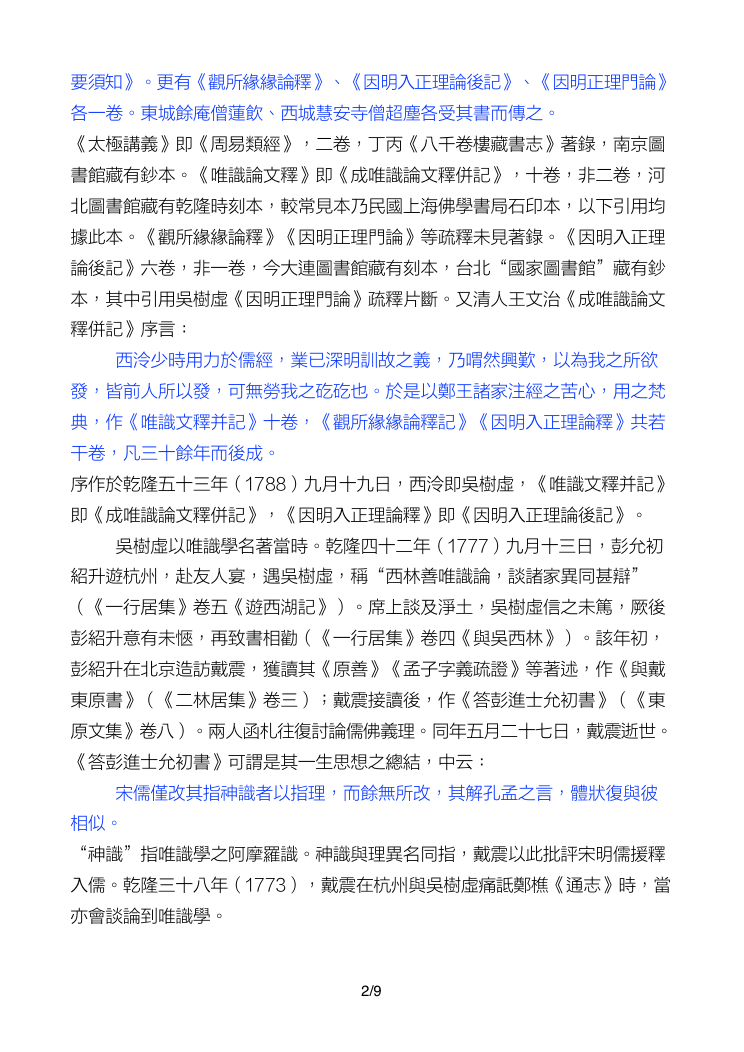 要須知》。更有《觀所緣緣論釋》、《因明入正理論後記》、《因明正理門論》
各一卷。東城餘庵僧蓮飲、西城慧安寺僧超塵各受其書而傳之。
《太極講義》即《周易類經》，二卷，丁丙《八千卷樓藏書志》著錄，南京圖
書館藏有鈔本。《唯識論文釋》即《成唯識論文釋併記》，十卷，非二卷，河
北圖書館藏有乾隆時刻本，較常見本乃民國上海佛學書局石印本，以下引用均
據此本。《觀所緣緣論釋》《因明正理門論》等疏釋未見著錄。《因明入正理
論後記》六卷，非一卷，今大連圖書館藏有刻本，台北“國家圖書館”藏有鈔
本，其中引用吳樹虛《因明正理門論》疏釋片斷。又清人王文治《成唯識論文
釋併記》序言：
西泠少時用力於儒經，業已深明訓故之義，乃喟然興歎，以為我之所欲
發，皆前人所以發，可無勞我之矻矻也。於是以鄭王諸家注經之苦心，用之梵
典，作《唯識文釋并記》十卷，《觀所緣緣論釋記》《因明入正理論釋》共若
干卷，凡三十餘年而後成。
序作於乾隆五十三年（1788）九月十九日，西泠即吳樹虛，《唯識文釋并記》
即《成唯識論文釋併記》，《因明入正理論釋》即《因明入正理論後記》。
吳樹虛以唯識學名著當時。乾隆四十二年（1777）九月十三日，彭允初
紹升遊杭州，赴友人宴，遇吳樹虛，稱“西林善唯識論，談諸家異同甚辯”
（《一行居集》卷五《遊西湖記》）。席上談及淨土，吳樹虛信之未篤，厥後
彭紹升意有未愜，再致書相勸（《一行居集》卷四《與吳西林》）。該年初，
彭紹升在北京造訪戴震，獲讀其《原善》《孟子字義疏證》等著述，作《與戴
東原書》（《二林居集》卷三）；戴震接讀後，作《答彭進士允初書》（《東
原文集》卷八）。兩人函札往復討論儒佛義理。同年五月二十七日，戴震逝世。
《答彭進士允初書》可謂是其一生思想之總結，中云：
宋儒僅改其指神識者以指理，而餘無所改，其解孔孟之言，體狀復與彼
相似。
“神識”指唯識學之阿摩羅識。神識與理異名同指，戴震以此批評宋明儒援釋
入儒。乾隆三十八年（1773），戴震在杭州與吳樹虛痛詆鄭樵《通志》時，當
亦會談論到唯識學。
2/9